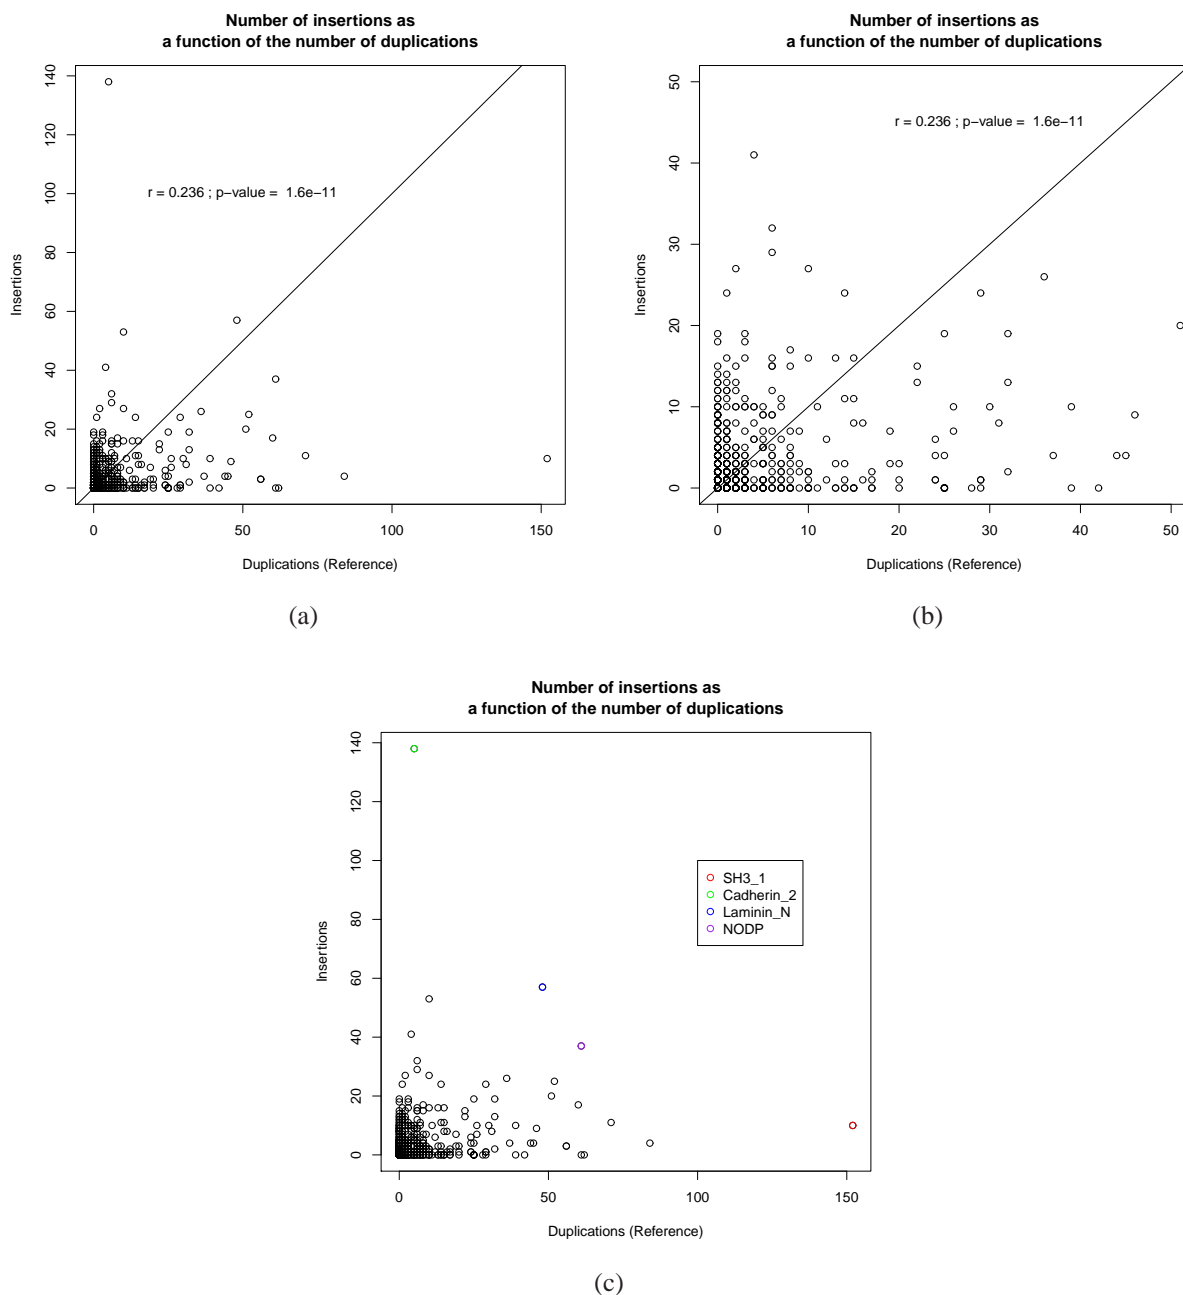 Number of insertions as
a function of the number of duplications
140
120
100
80
60
40
20
0
Insertions
r = 0.236 ; p−value = 1.6e−11
0
50
100
150
Duplications (Reference)
(a)
Number of insertions as
a function of the number of duplications
50
40
30
20
10
0
Insertions
r = 0.236 ; p−value = 1.6e−11
0
10
20
30
40
50
Duplications (Reference)
(b)
Number of insertions as
a function of the number of duplications
140
120
100
80
60
40
20
0
Insertions
SH3_1
Cadherin_2
Laminin_N
NODP
0
50
100
150
Duplications (Reference)
(c)